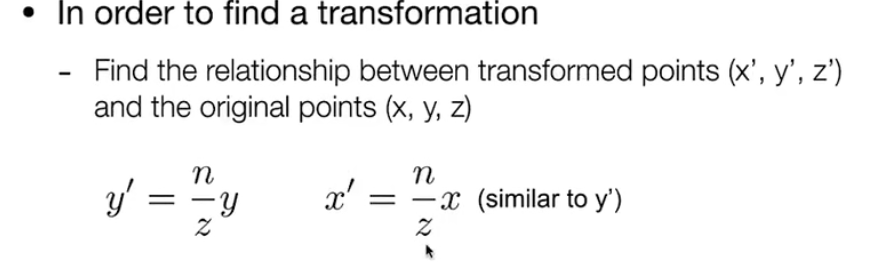 • In order to find a transformation
- Find the relationship between transformed points (x’, y’, z’)
and the original points (x, y, z)
y′ = n/z y x′ = n/z x (similar to y’)